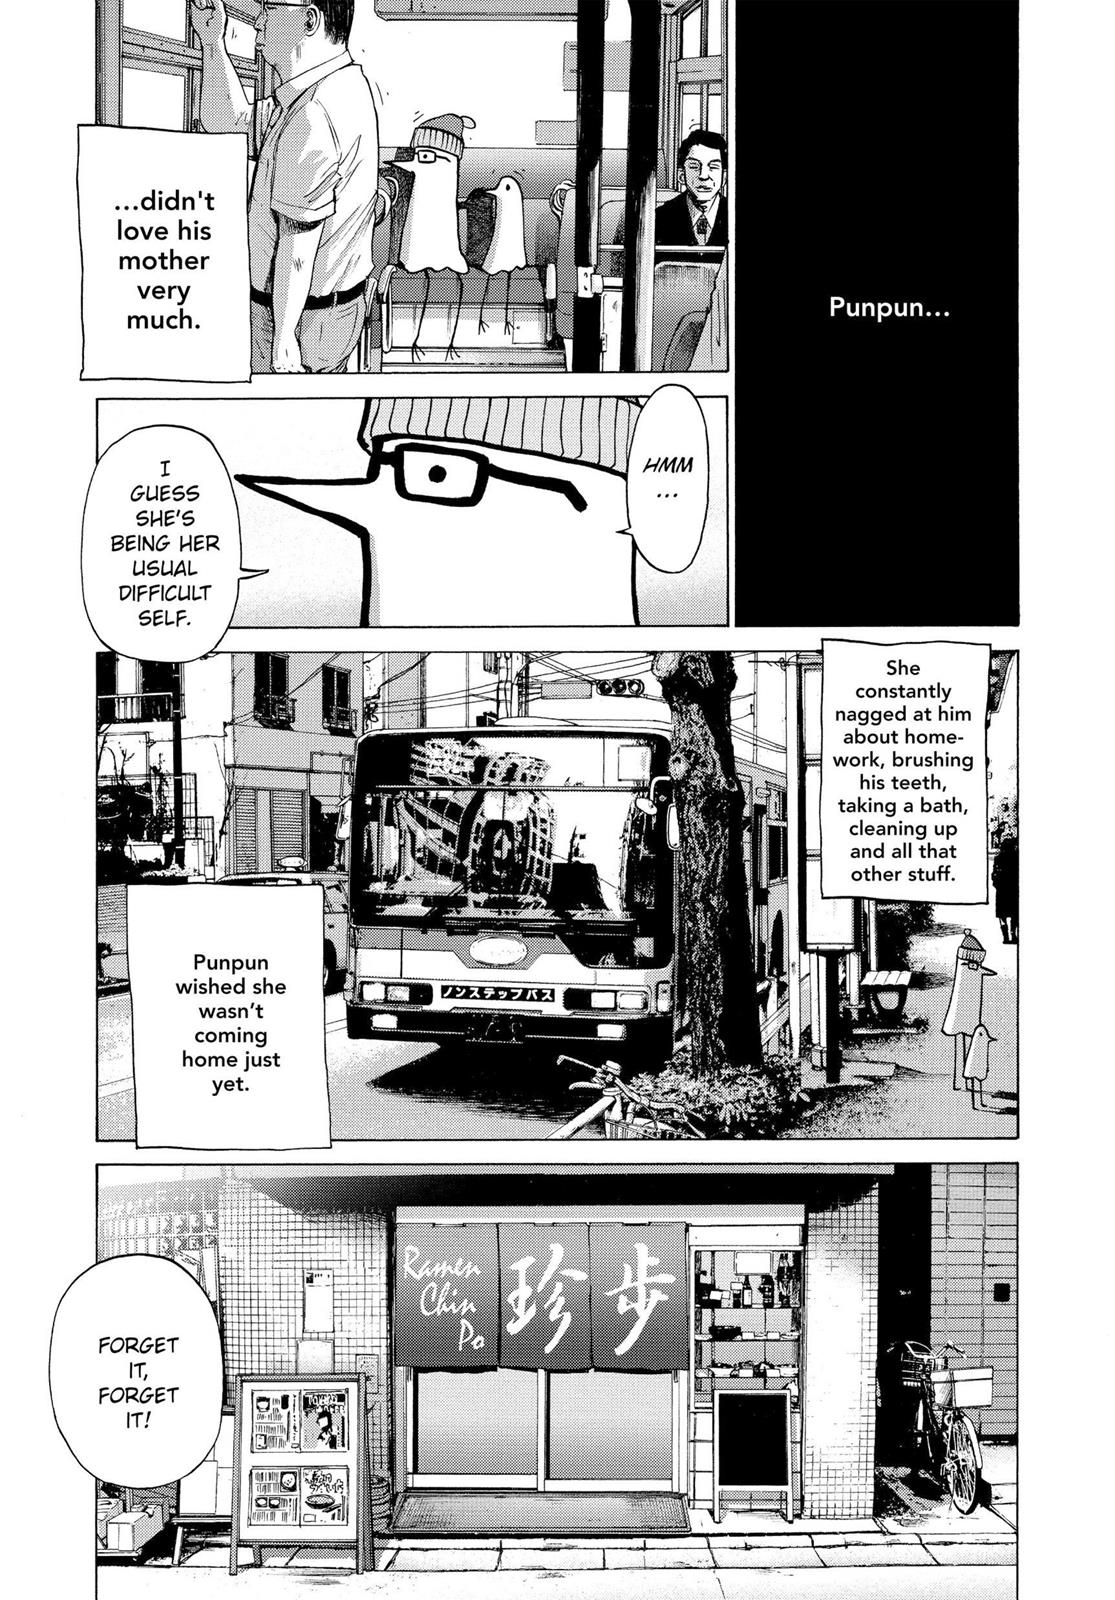 Punpun...
...didn't
love his
mother
very
much.
HMM
...
I
GUESS
SHE'S
BEING HER
USUAL
DIFFICULT
SELF.
She
constantly
nagged at him
about home-
work, brushing
his teeth,
taking a bath,
cleaning up
and all that
other stuff.
ノンステップバス
Punpun
wished she
wasn't
coming
home just
yet.
Ramen
Chin
Po
珍歩
FORGET
IT,
FORGET
IT!